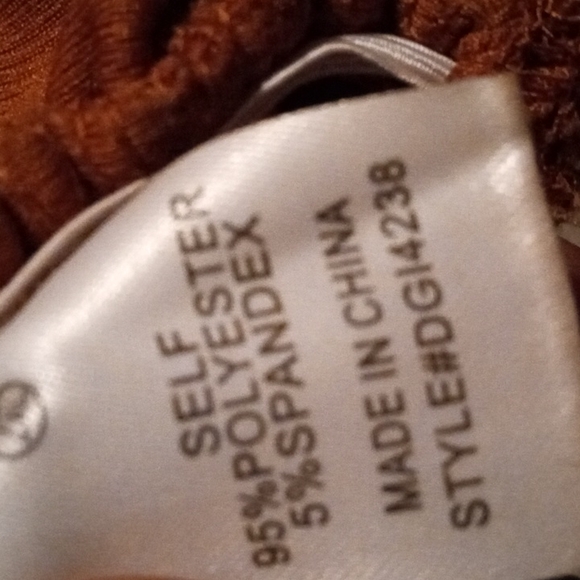 SELF
95%POLYESTER
5%SPANDEX
MADE IN CHINA
STYLE#DGI4238